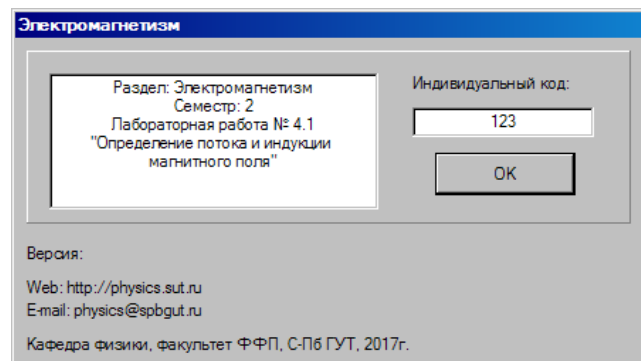 Электромагнетизм
Раздел: Электромагнетизм
Семестр: 2
Лабораторная работа № 4.1
"Определение потока и индукции
магнитного поля"
Индивидуальный код:
123
OK
Версия:
Web: http://physics.sut.ru
E-mail: physics@spbgut.ru
Кафедра физики, факультет ФФП, С-Пб ГУТ, 2017г.